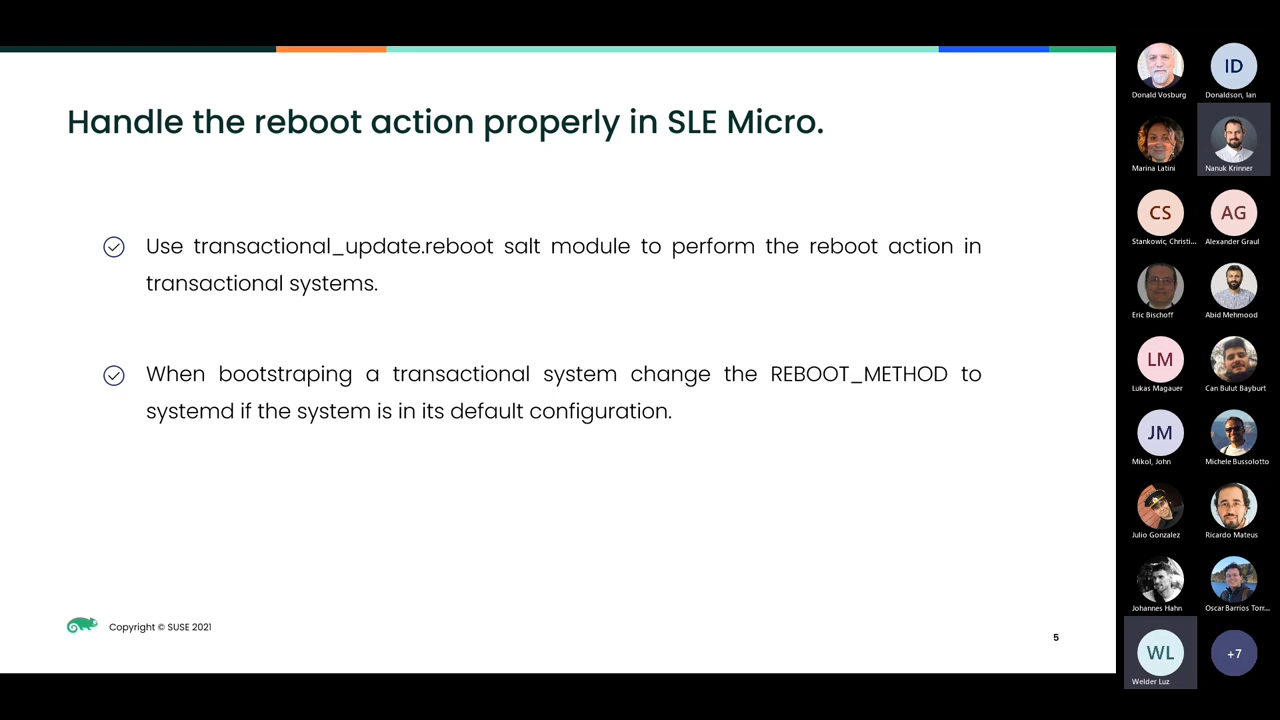 Handle the reboot action properly in SLE Micro.
Use transactional_update.reboot salt module to perform the reboot action in
transactional systems.
When bootstraping a transactional system change the REBOOT_METHOD to
systemd if the system is in its default configuration.
Copyright © SUSE 2021
5
Donald Vosburg
ID
Donaldson, Ian
Marina Latini
Nanuk Krinner
CS
Stankowic, Christi...
AG
Alexander Graul
Eric Bischoff
Abid Mehmood
LM
Lukas Magauer
Can Bulut Bayburt
JM
Mikol, John
Michele Bussolotto
Julio Gonzalez
Ricardo Mateus
Johannes Hahn
Oscar Barrios Torr...
WL
Welder Luz
+7